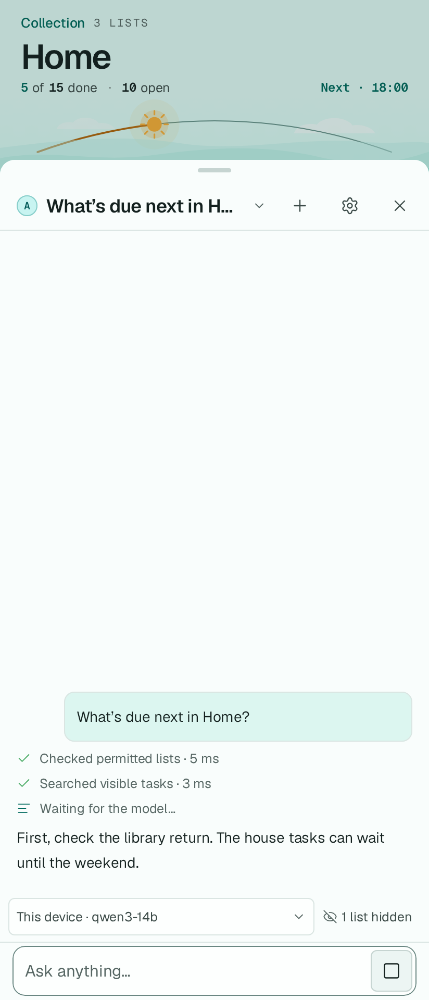 Collection 3 LISTS
Home
5 of 15 done · 10 open
Next · 18:00
A What's due next in H...
What's due next in Home?
Checked permitted lists · 5 ms
Searched visible tasks · 3 ms
Waiting for the model...
First, check the library return. The house tasks can wait
until the weekend.
This device · qwen3-14b
1 list hidden
Ask anything...